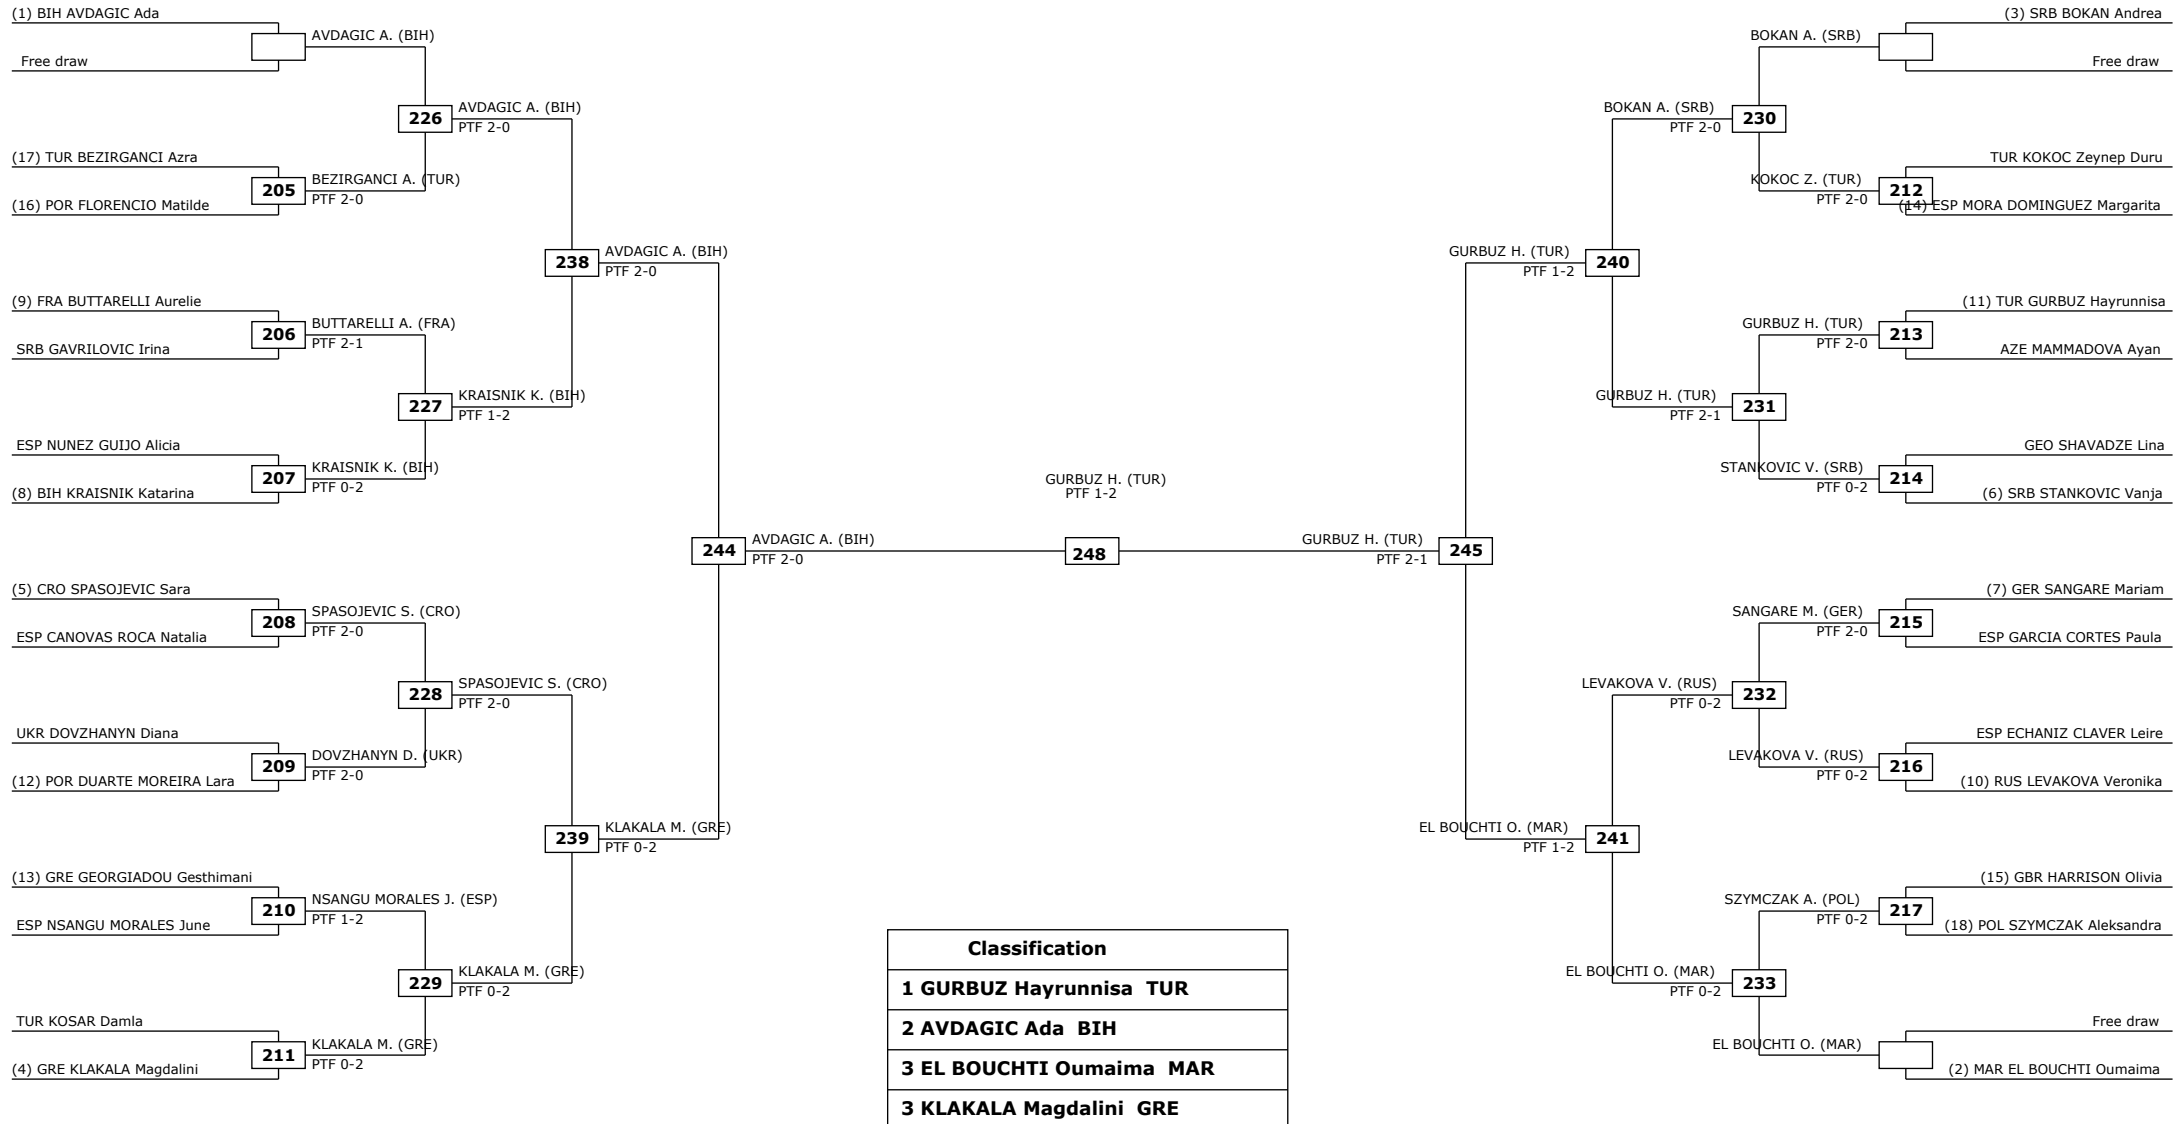 (1) BIH AVDAGIC Ada
AVDAGIC A. (BIH)
Free draw
AVDAGIC A. (BIH)
226
PTF 2-0
(17) TUR BEZIRGANCI Azra
BEZIRGANCI A. (TUR)
205
PTF 2-0
(16) POR FLORENCIO Matilde
AVDAGIC A. (BIH)
238
PTF 2-0
(9) FRA BUTTARELLI Aurelie
BUTTARELLI A. (FRA)
206
PTF 2-1
SRB GAVRILOVIC Irina
KRAISNIK K. (BIH)
227
PTF 1-2
ESP NUNEZ GUIJO Alicia
KRAISNIK K. (BIH)
207
PTF 0-2
(8) BIH KRAISNIK Katarina
AVDAGIC A. (BIH)
244
PTF 2-0
(5) CRO SPASOJEVIC Sara
SPASOJEVIC S. (CRO)
208
PTF 2-0
ESP CANOVAS ROCA Natalia
SPASOJEVIC S. (CRO)
228
PTF 2-0
UKR DOVZHANYN Diana
DOVZHANYN D. (UKR)
209
PTF 2-0
(12) POR DUARTE MOREIRA Lara
KLAKALA M. (GRE)
239
PTF 0-2
(13) GRE GEORGIADOU Gesthimani
NSANGU MORALES J. (ESP)
210
PTF 1-2
ESP NSANGU MORALES June
KLAKALA M. (GRE)
229
PTF 0-2
TUR KOSAR Damla
KLAKALA M. (GRE)
211
PTF 0-2
(4) GRE KLAKALA Magdalini
GURBUZ H. (TUR)
PTF 1-2
248
(3) SRB BOKAN Andrea
BOKAN A. (SRB)
Free draw
BOKAN A. (SRB)
230
PTF 2-0
TUR KOKOC Zeynep Duru
KOKOC Z. (TUR)
212
PTF 2-0
(14) ESP MORA DOMINGUEZ Margarita
GURBUZ H. (TUR)
240
PTF 1-2
(11) TUR GURBUZ Hayrunnisa
GURBUZ H. (TUR)
213
PTF 2-0
AZE MAMMADOVA Ayan
GURBUZ H. (TUR)
231
PTF 2-1
GEO SHAVADZE Lina
STANKOVIC V. (SRB)
214
PTF 0-2
(6) SRB STANKOVIC Vanja
GURBUZ H. (TUR)
245
PTF 2-1
(7) GER SANGARE Mariam
SANGARE M. (GER)
215
PTF 2-0
ESP GARCIA CORTES Paula
LEVAKOVA V. (RUS)
232
PTF 0-2
ESP ECHANIZ CLAVER Leire
LEVAKOVA V. (RUS)
216
PTF 0-2
(10) RUS LEVAKOVA Veronika
EL BOUCHTI O. (MAR)
241
PTF 1-2
(15) GBR HARRISON Olivia
SZYMCZAK A. (POL)
217
PTF 0-2
(18) POL SZYMCZAK Aleksandra
EL BOUCHTI O. (MAR)
233
PTF 0-2
Free draw
EL BOUCHTI O. (MAR)
(2) MAR EL BOUCHTI Oumaima
Classification
1 GURBUZ Hayrunnisa TUR
2 AVDAGIC Ada BIH
3 EL BOUCHTI Oumaima MAR
3 KLAKALA Magdalini GRE